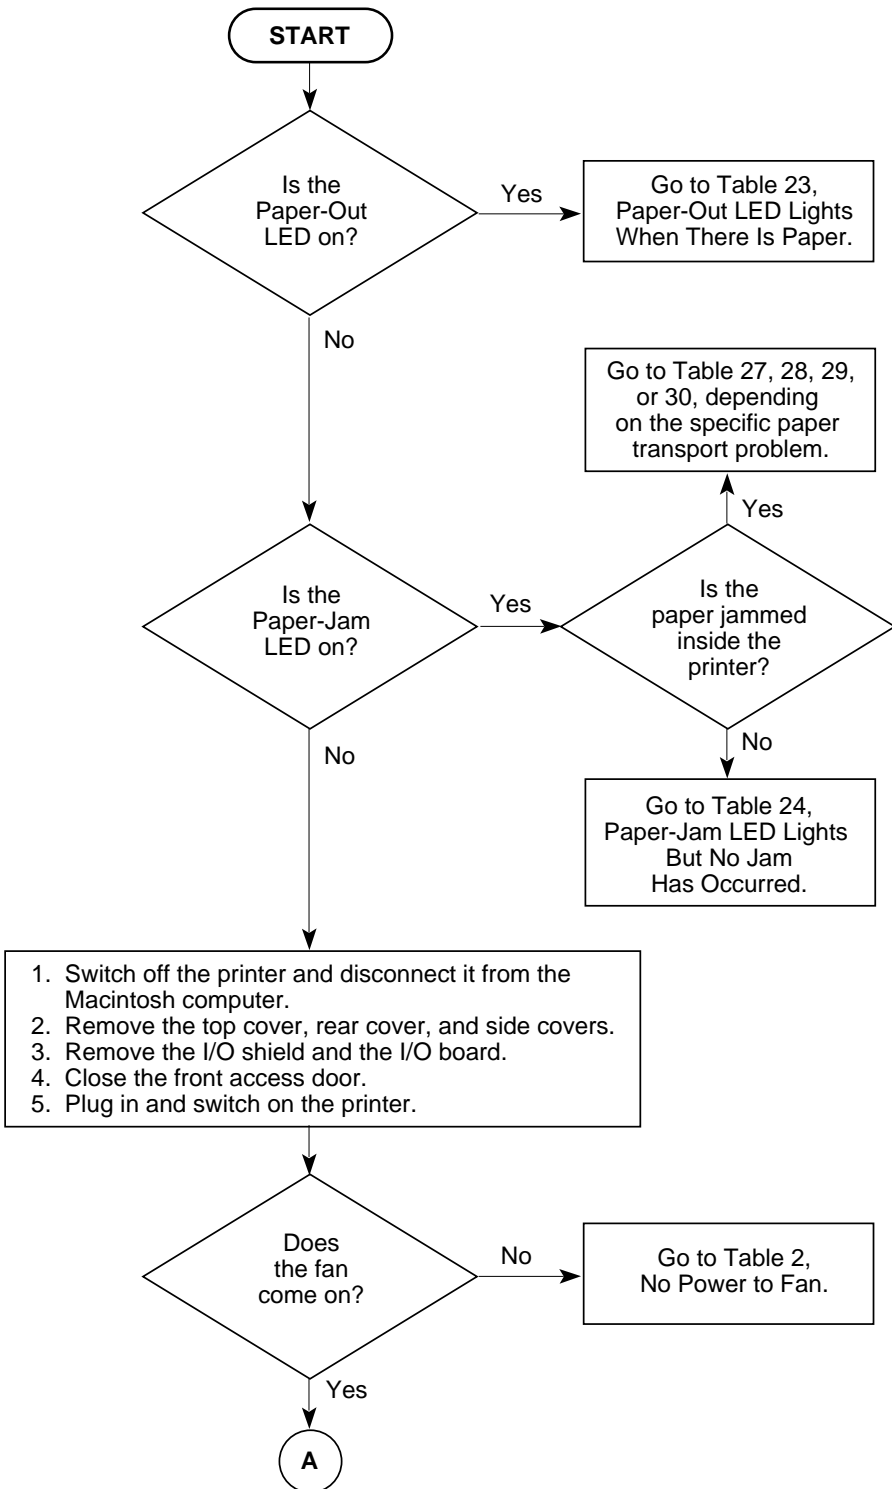 START
Is the
Paper-Out
LED on?
Yes
Go to Table 23,
Paper-Out LED Lights
When There Is Paper.
No
Go to Table 27, 28, 29,
or 30, depending
on the specific paper
transport problem.
Yes
Is the
Paper-Jam
LED on?
Yes
Is the
paper jammed
inside the
printer?
No
No
Go to Table 24,
Paper-Jam LED Lights
But No Jam
Has Occurred.
1. Switch off the printer and disconnect it from the
Macintosh computer.
2. Remove the top cover, rear cover, and side covers.
3. Remove the I/O shield and the I/O board.
4. Close the front access door.
5. Plug in and switch on the printer.
Does
the fan
come on?
No
Go to Table 2,
No Power to Fan.
Yes
A